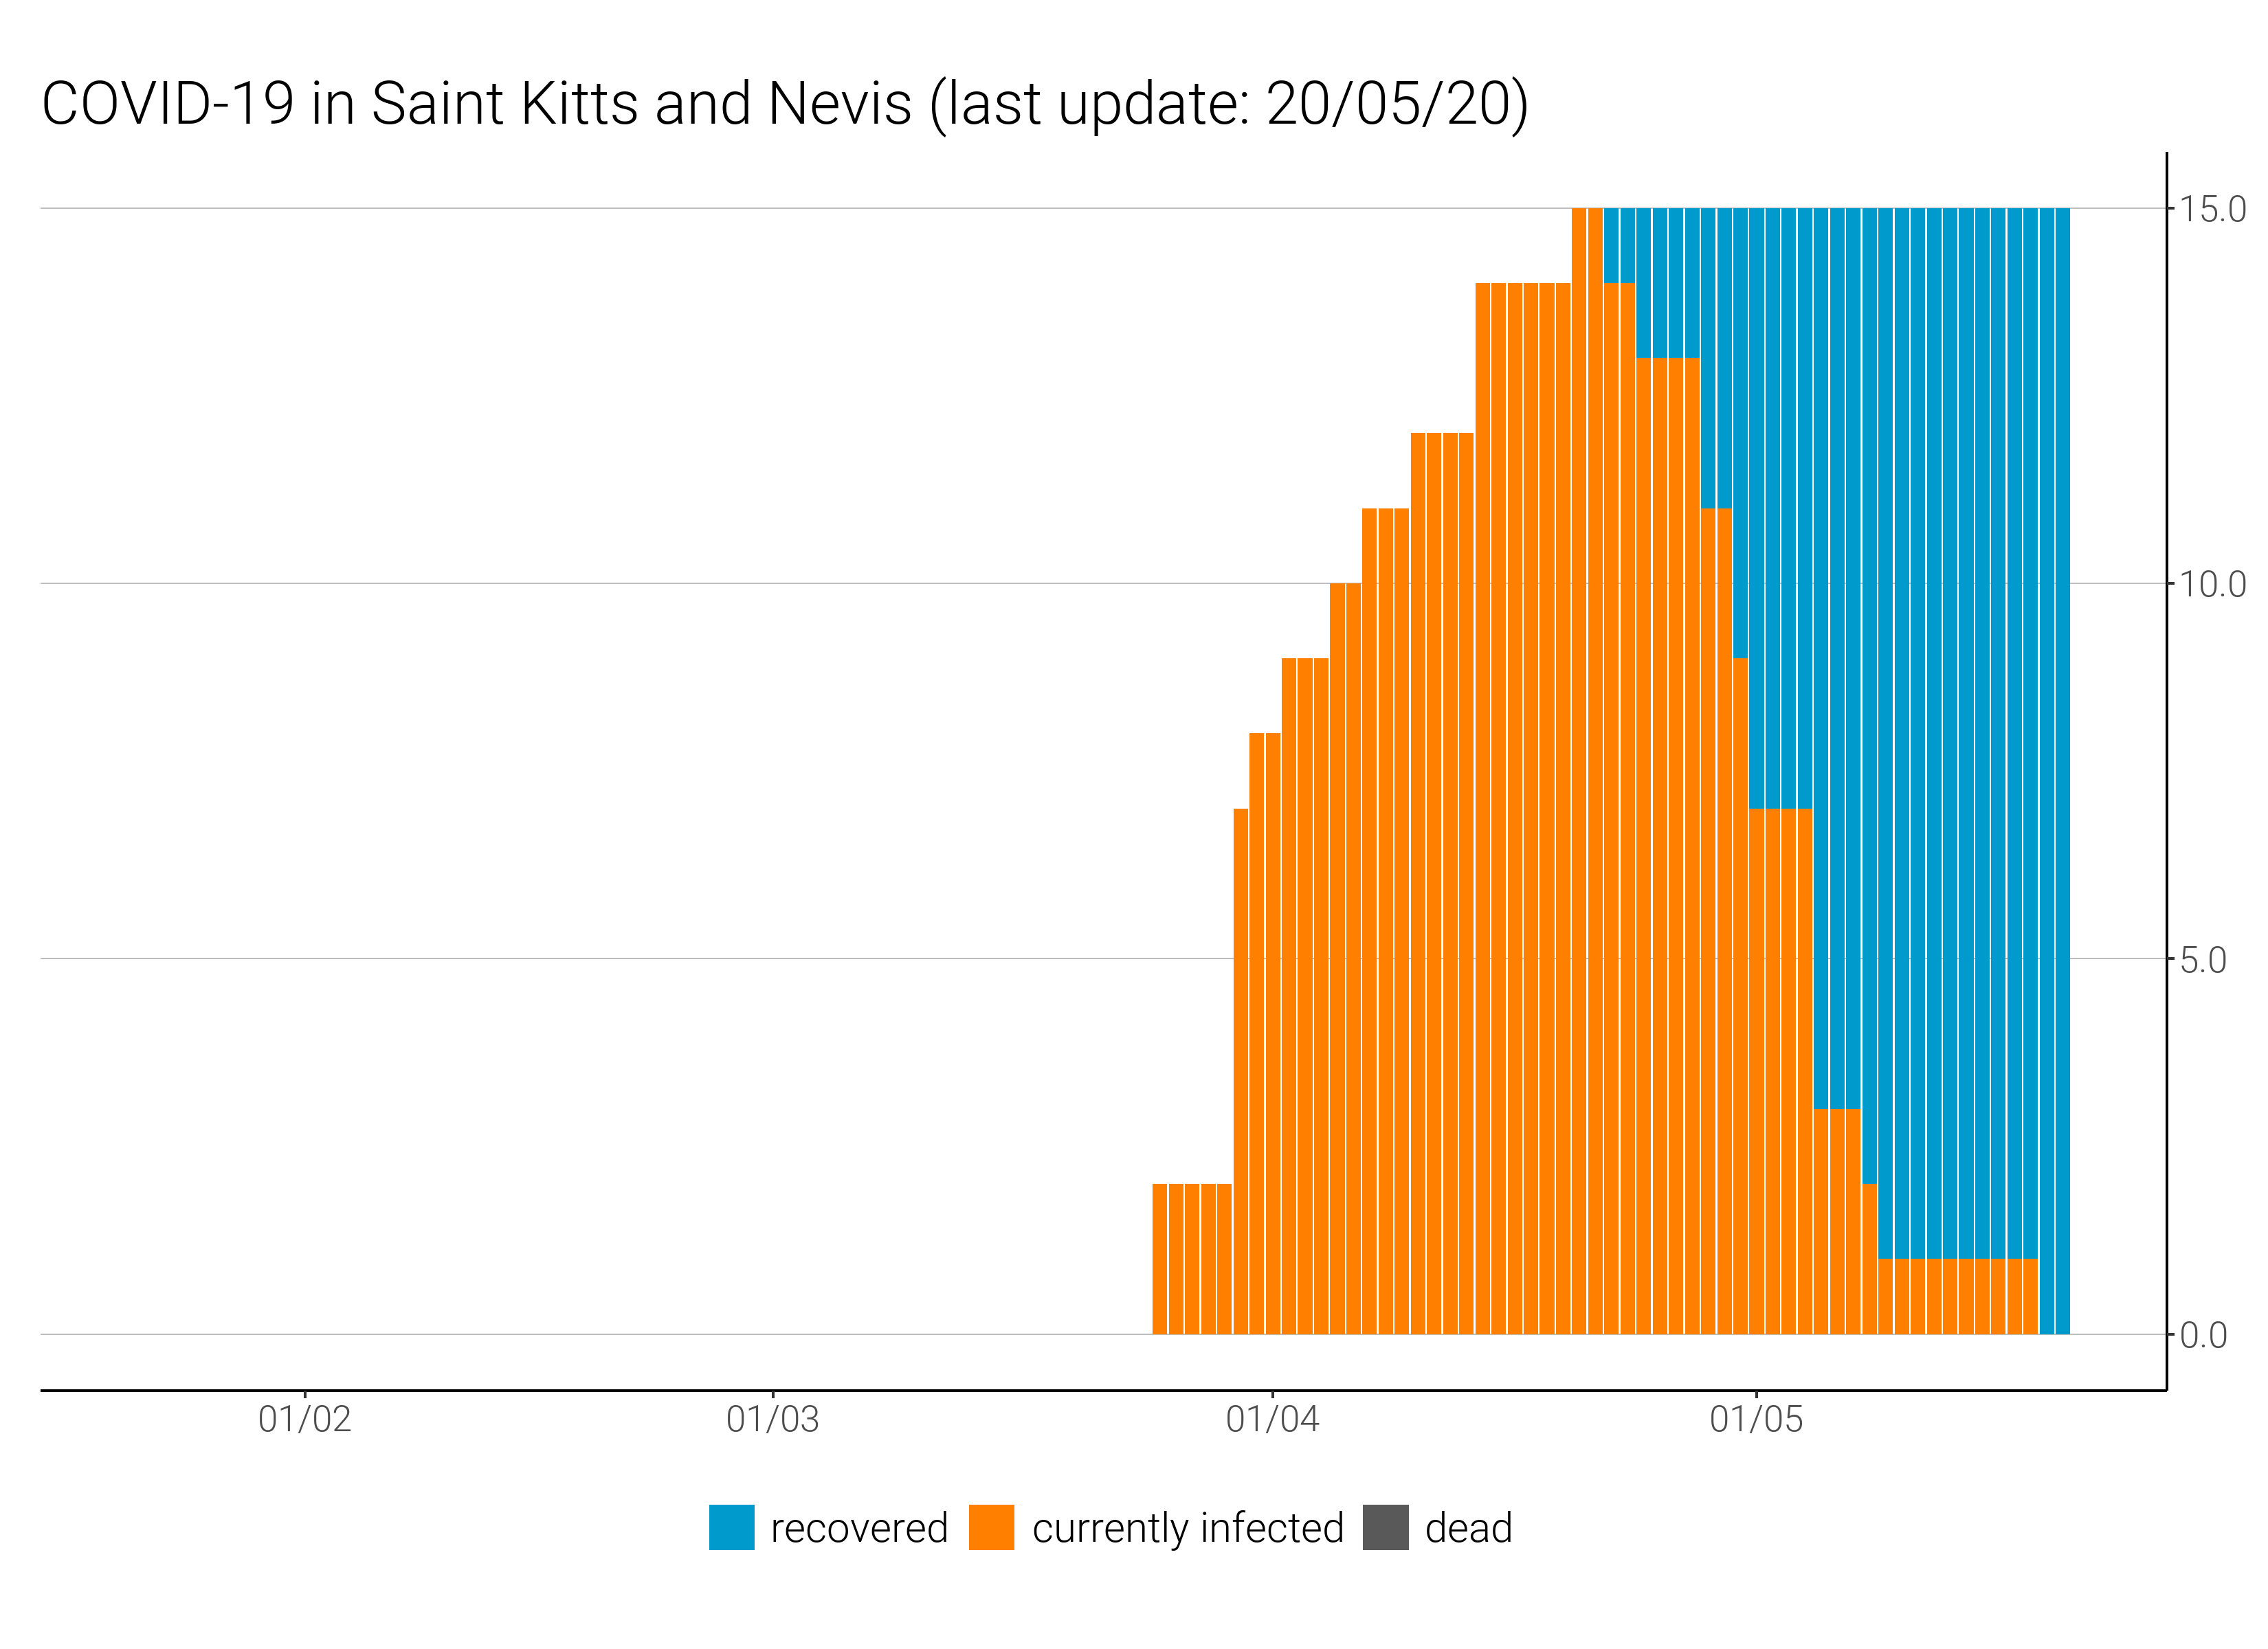 COVID-19 in Saint Kitts and Nevis (last update: 20/05/20)
15.0
10.0
5.0
0.0
01/02 01/03 01/04 01/05
recovered currently infected dead